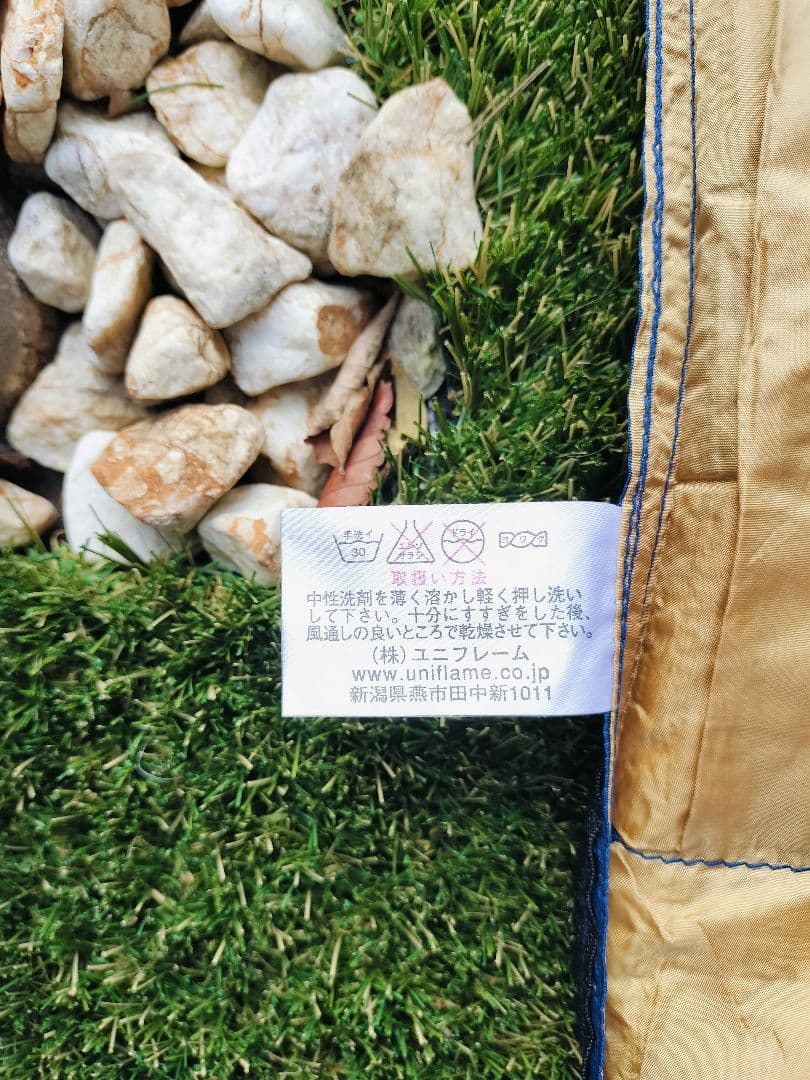 手洗イ 30 エンソ サラシ ドライ ヨワク
取扱い方法
中性洗剤を薄く溶かし軽く押し洗い
して下さい。十分にすすぎをした後、
風通しの良いところで乾燥させて下さい。
(株)ユニフレーム
www.uniflame.co.jp
新潟県燕市田中新1011